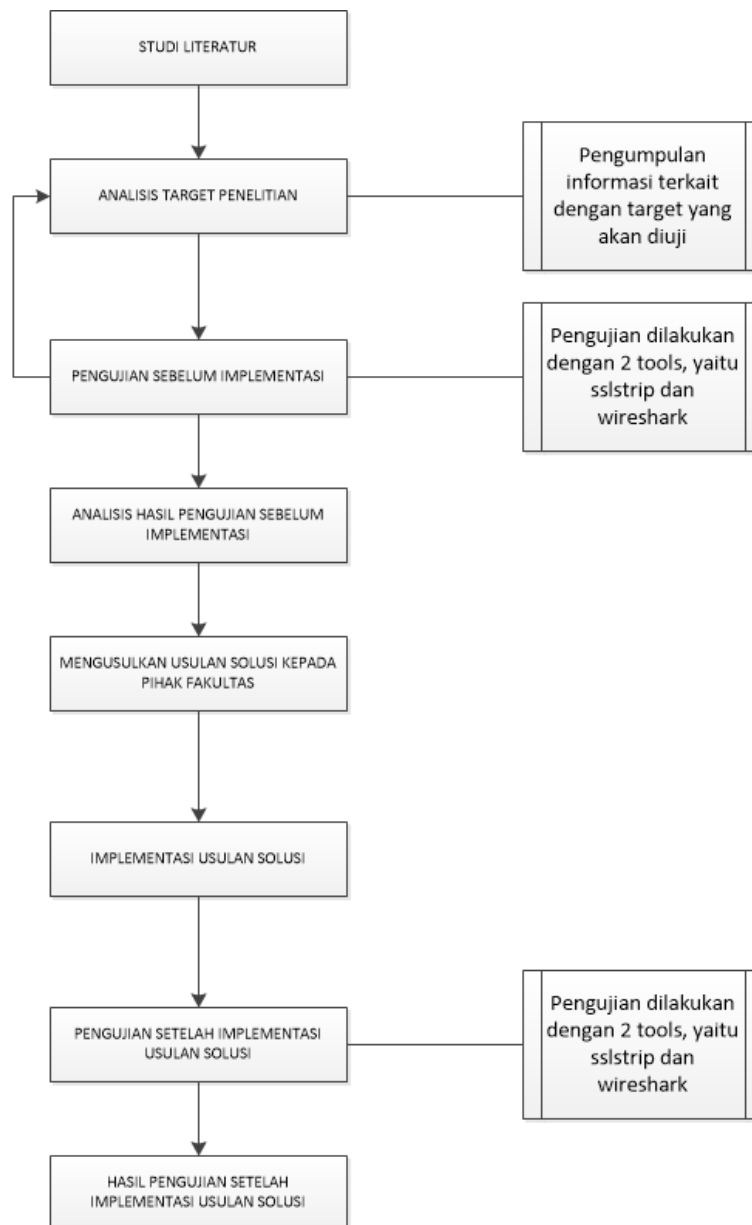 STUDI LITERATUR
ANALISIS TARGET PENELITIAN
Pengumpulan
informasi terkait
dengan target yang
akan diuji
PENGUJIAN SEBELUM IMPLEMENTASI
Pengujian dilakukan
dengan 2 tools, yaitu
sslstrip dan
wireshark
ANALISIS HASIL PENGUJIAN SEBELUM
IMPLEMENTASI
MENGUSULKAN USULAN SOLUSI KEPADA
PIHAK FAKULTAS
IMPLEMENTASI USULAN SOLUSI
PENGUJIAN SETELAH IMPLEMENTASI
USULAN SOLUSI
Pengujian dilakukan
dengan 2 tools, yaitu
sslstrip dan
wireshark
HASIL PENGUJIAN SETELAH
IMPLEMENTASI USULAN SOLUSI